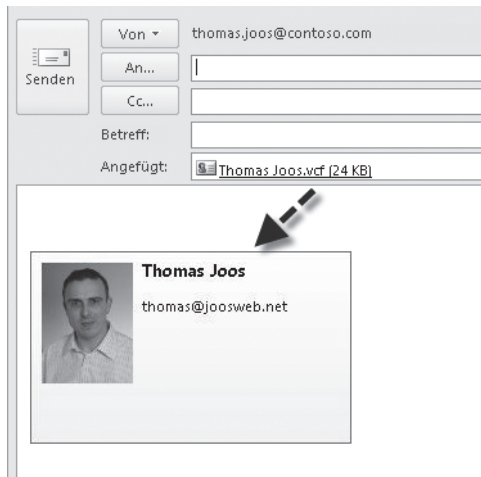 Von
thomas.joos@contoso.com
Senden
An...
Cc...
Betreff:
Angefügt:
Thomas Joos.vcf (24 KB)
Thomas Joos
thomas@joosweb.net